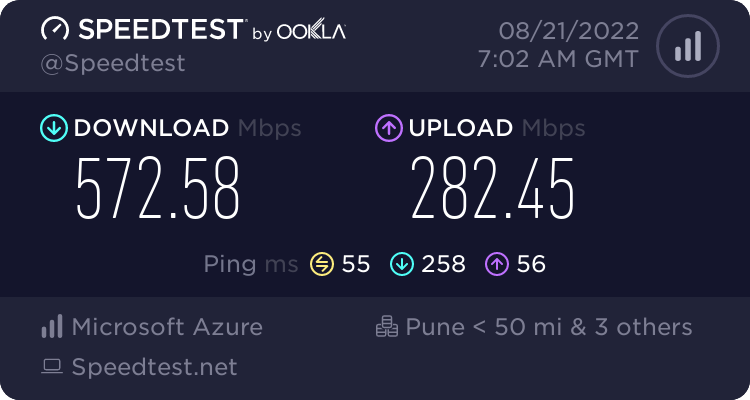 SPEEDTEST by OOKLA
@Speedtest
08/21/2022
7:02 AM GMT
DOWNLOAD Mbps
572.58
UPLOAD Mbps
282.45
Ping ms 55 258 56
Microsoft Azure
Pune < 50 mi & 3 others
Speedtest.net